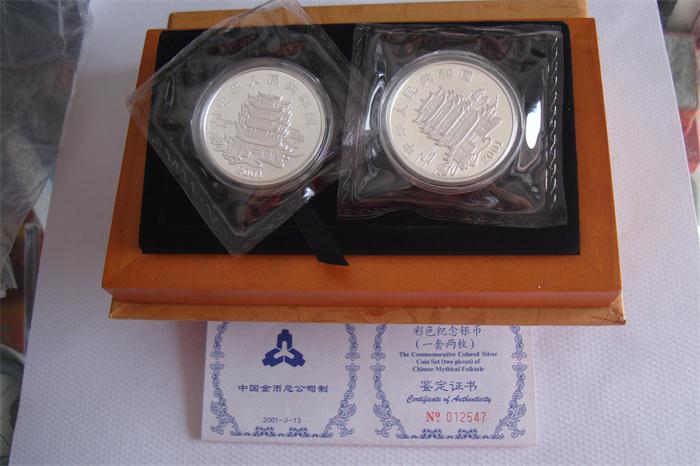 中华人民共和国
2001
中华人民共和国
2001
中国金币总公司制
2001-J-13
彩色纪念银币
(一套两枚)
The Commemorative Colored Silver
Coin Set (two pieces) of
Chinese Mythical Folktale
鉴定证书
Certificate of Authenticity
№ 012547